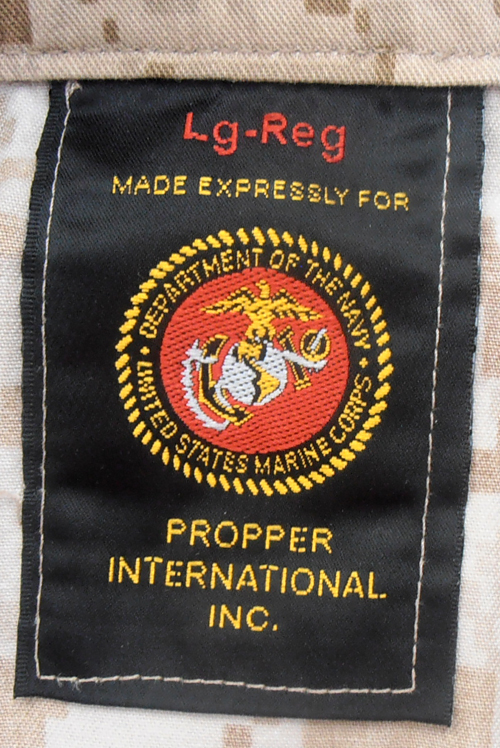 Lg-Reg
MADE EXPRESSLY FOR
DEPARTMENT OF THE NAVY
UNITED STATES MARINE CORPS
PROPPER
INTERNATIONAL
INC.